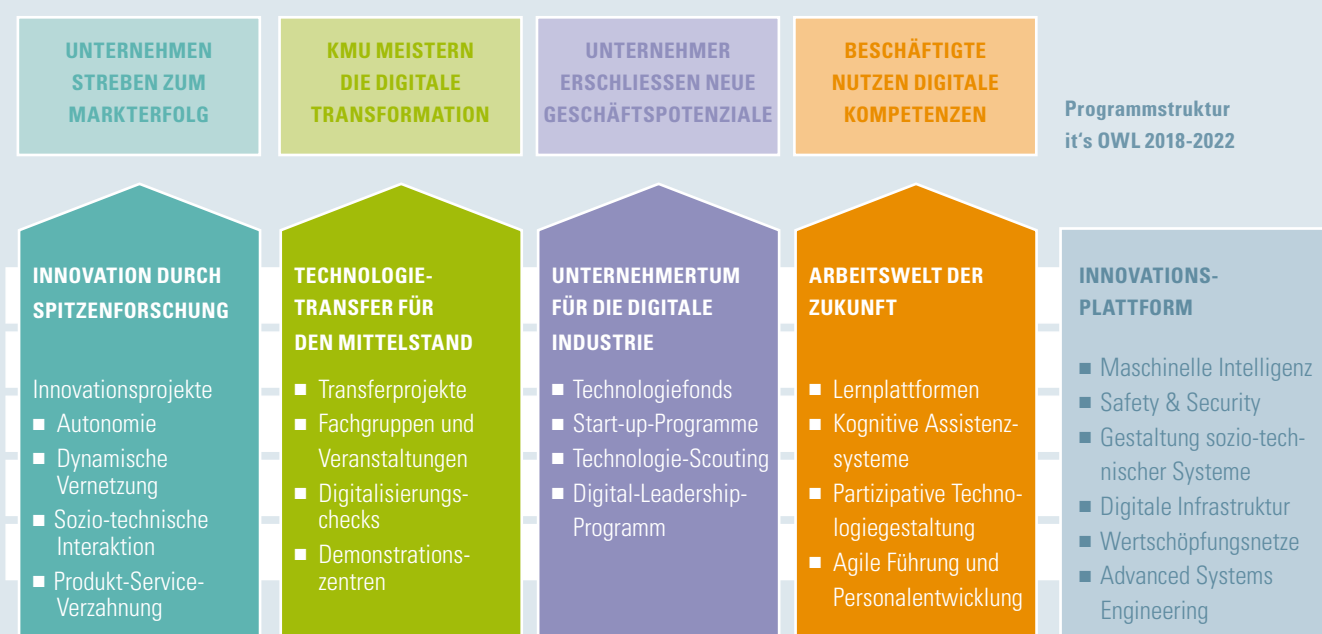 UNTERNEHMEN
STREBEN ZUM
MARKTERFOLG
KMU MEISTERN
DIE DIGITALE
TRANSFORMATION
UNTERNEHMER
ERSCHLIESSEN NEUE
GESCHÄFTSPOTENZIALE
BESCHÄFTIGTE
NUTZEN DIGITALE
KOMPETENZEN
Programmstruktur
it's OWL 2018-2022
INNOVATION DURCH
SPITZENFORSCHUNG
Innovationsprojekte
■ Autonomie
■ Dynamische
Vernetzung
■ Sozio-technische
Interaktion
■ Produkt-Service-
Verzahnung
TECHNOLOGIE-
TRANSFER FÜR
DEN MITTELSTAND
■ Transferprojekte
■ Fachgruppen und
Veranstaltungen
■ Digitalisierungs-
checks
■ Demonstrations-
zentren
UNTERNEHMERTUM
FÜR DIE DIGITALE
INDUSTRIE
■ Technologiefonds
■ Start-up-Programme
■ Technologie-Scouting
■ Digital-Leadership-
Programm
ARBEITSWELT DER
ZUKUNFT
■ Lernplattformen
■ Kognitive Assistenz-
systeme
■ Partizipative Techno-
logiegestaltung
■ Agile Führung und
Personalentwicklung
INNOVATIONS-
PLATTFORM
■ Maschinelle Intelligenz
■ Safety & Security
■ Gestaltung sozio-tech-
nischer Systeme
■ Digitale Infrastruktur
■ Wertschöpfungsnetze
■ Advanced Systems
Engineering